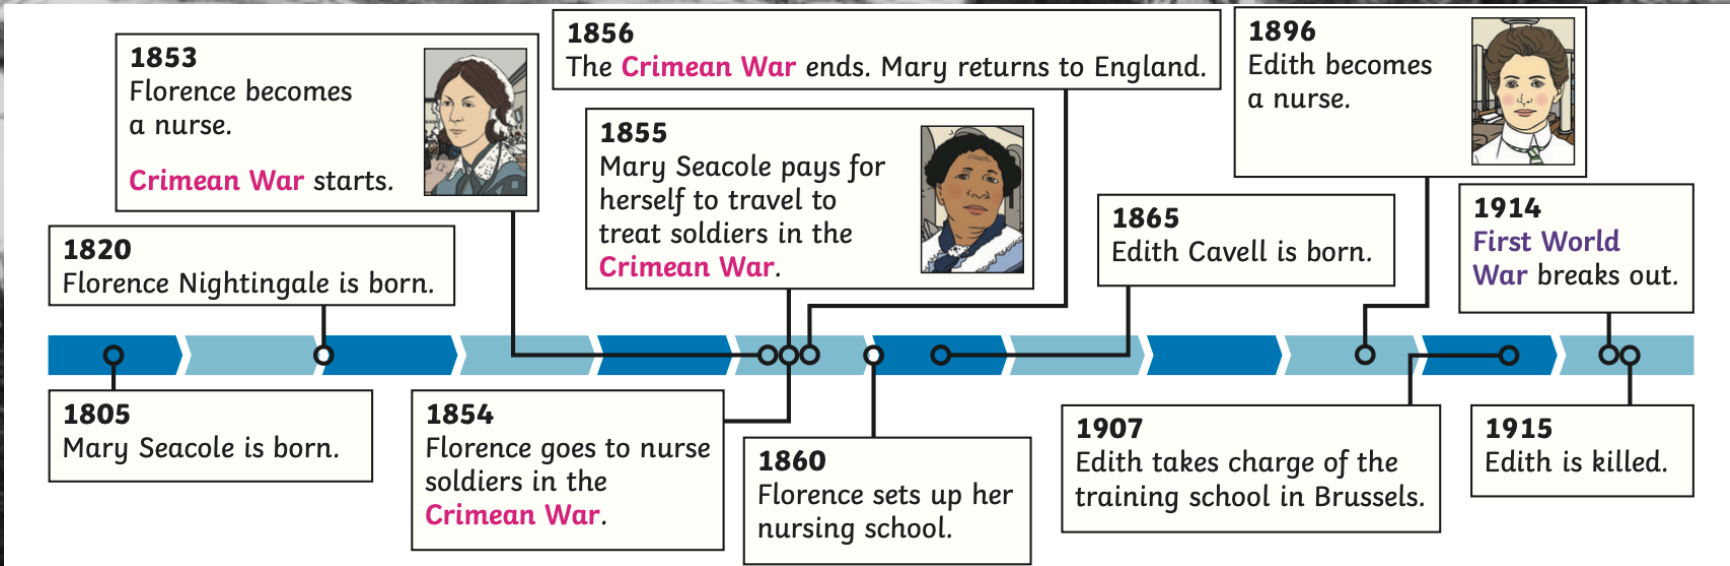 1853
Florence becomes
a nurse.
Crimean War starts.
1856
The Crimean War ends. Mary returns to England.
1896
Edith becomes
a nurse.
1855
Mary Seacole pays for
herself to travel to
treat soldiers in the
Crimean War.
1820
Florence Nightingale is born.
1865
Edith Cavell is born.
1914
First World
War breaks out.
1805
Mary Seacole is born.
1854
Florence goes to nurse
soldiers in the
Crimean War.
1860
Florence sets up her
nursing school.
1907
Edith takes charge of the
training school in Brussels.
1915
Edith is killed.